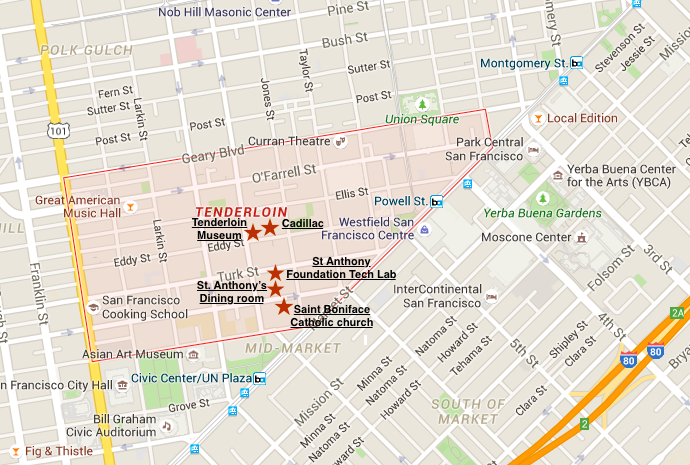 Nob Hill Masonic Center
POLK GULCH
Bush St
Taylor St
Sutter St
Jones St
Post St
Fern St
Sutter St
Larkin St
Post St
101
Montgomery St.
Stevenson St
Jessie St
Mission St
Union Square
Local Edition
Curran Theatre
Geary Blvd
O'Farrell St
Park Central
San Francisco
Yerba Buena Center
for the Arts (YBCA)
Great American
Music Hall
Ellis St
Powell St.
Yerba Buena Gardens
TENDERLOIN
Tenderloin
Museum
Cadillac
Westfield San
Francisco Centre
Moscone Center
Larkin St
Eddy St
Eddy St
3rd St
Folsom St
Turk St
St Anthony
Foundation Tech Lab
St. Anthony's
Dining room
Franklin St
InterContinental
San Francisco
San Francisco
Cooking School
Saint Boniface
Catholic church
4th St
2A
80
80
Natoma St
Howard St
Tehama St
5th St
Shipley St
Clara St
Asian Art Museum
MID-MARKET
Civic Center/UN Plaza
n Francisco City Hall
Grove St
Mission St
Minna St
Natoma St
Howard St
Clara St
SOUTH OF
MARKET
2
Bill Graham
Civic Auditorium
Minna St
Natoma St
Fig & Thistle